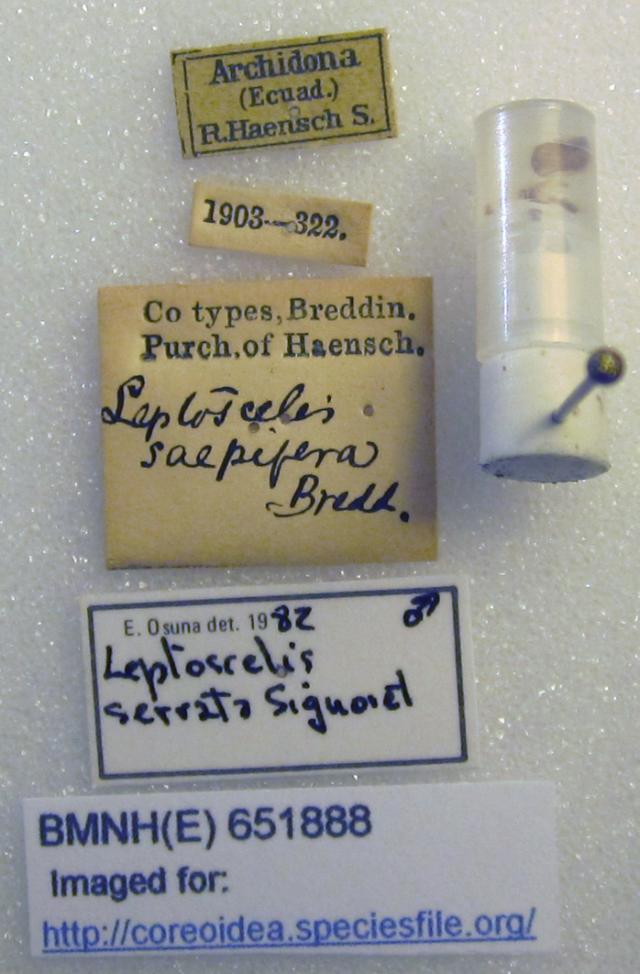 Archidona
(Ecuad.)
R.Haensch S.
1903—322.
Co types, Breddin.
Purch. of Haensch.
Leptoscelis
saepifera
Bredd.
E. Osuna det. 1982 ♂
Leptoscelis
serrata Signoret
BMNH(E) 651888
Imaged for:
http://coreoidea.speciesfile.org/